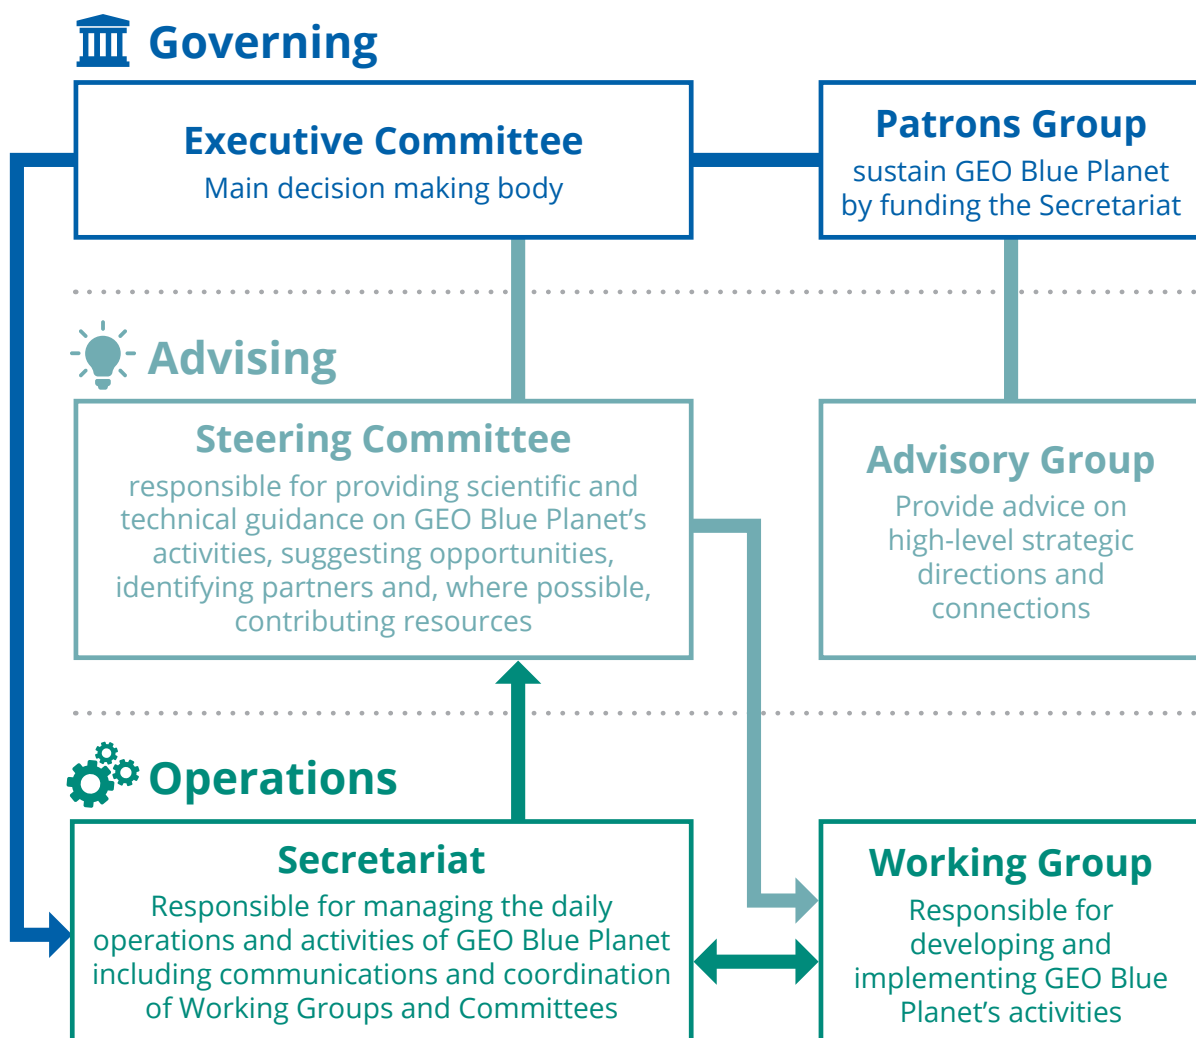 Governing
Executive Committee
Main decision making body
Patrons Group
sustain GEO Blue Planet
by funding the Secretariat
Advising
Steering Committee
responsible for providing scientific and
technical guidance on GEO Blue Planet’s
activities, suggesting opportunities,
identifying partners and, where possible,
contributing resources
Advisory Group
Provide advice on
high-level strategic
directions and
connections
Operations
Secretariat
Responsible for managing the daily
operations and activities of GEO Blue Planet
including communications and coordination
of Working Groups and Committees
Working Group
Responsible for
developing and
implementing GEO Blue
Planet’s activities